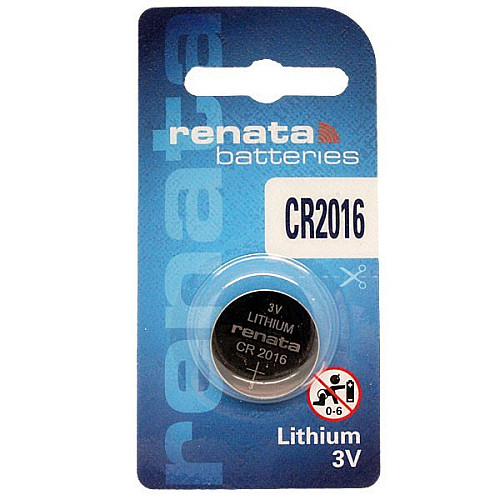 renata
batteries
CR2016
3V
LITHIUM
renata
CR 2016
+
0-6
Lithium
3V
renata